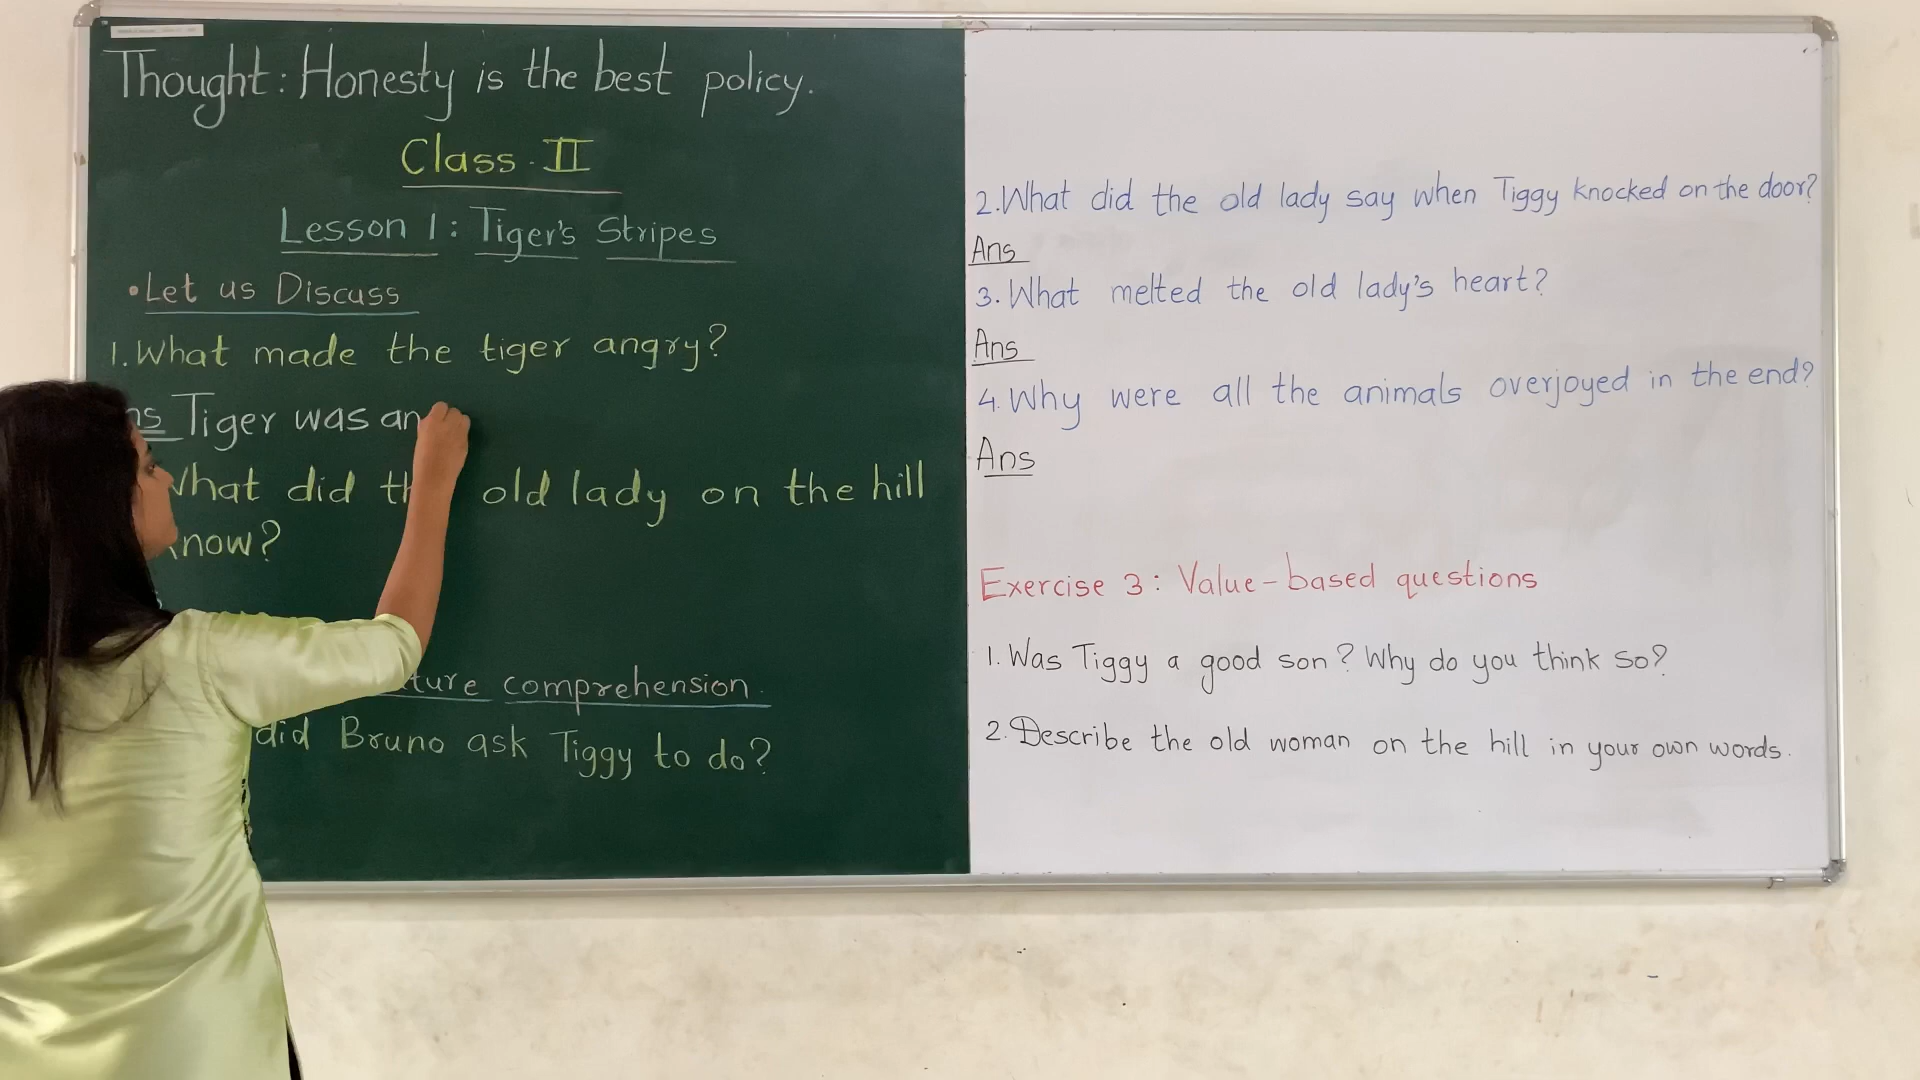 Thought: Honesty is the best policy.
Class. II
Lesson 1: Tiger's Stripes
• Let us Discuss
1. What made the tiger angry?
Tiger was an
What did old lady on the hill
know?
comprehension.
did Bruno ask Tiggy to do?
2. What did the old lady say when Tiggy knocked on the door?
Ans
3. What melted the old lady's heart?
Ans
4. Why were all the animals overjoyed in the end?
Ans
Exercise 3: Value-based questions
1. Was Tiggy a good son? Why do you think so?
2. Describe the old woman on the hill in your own words.